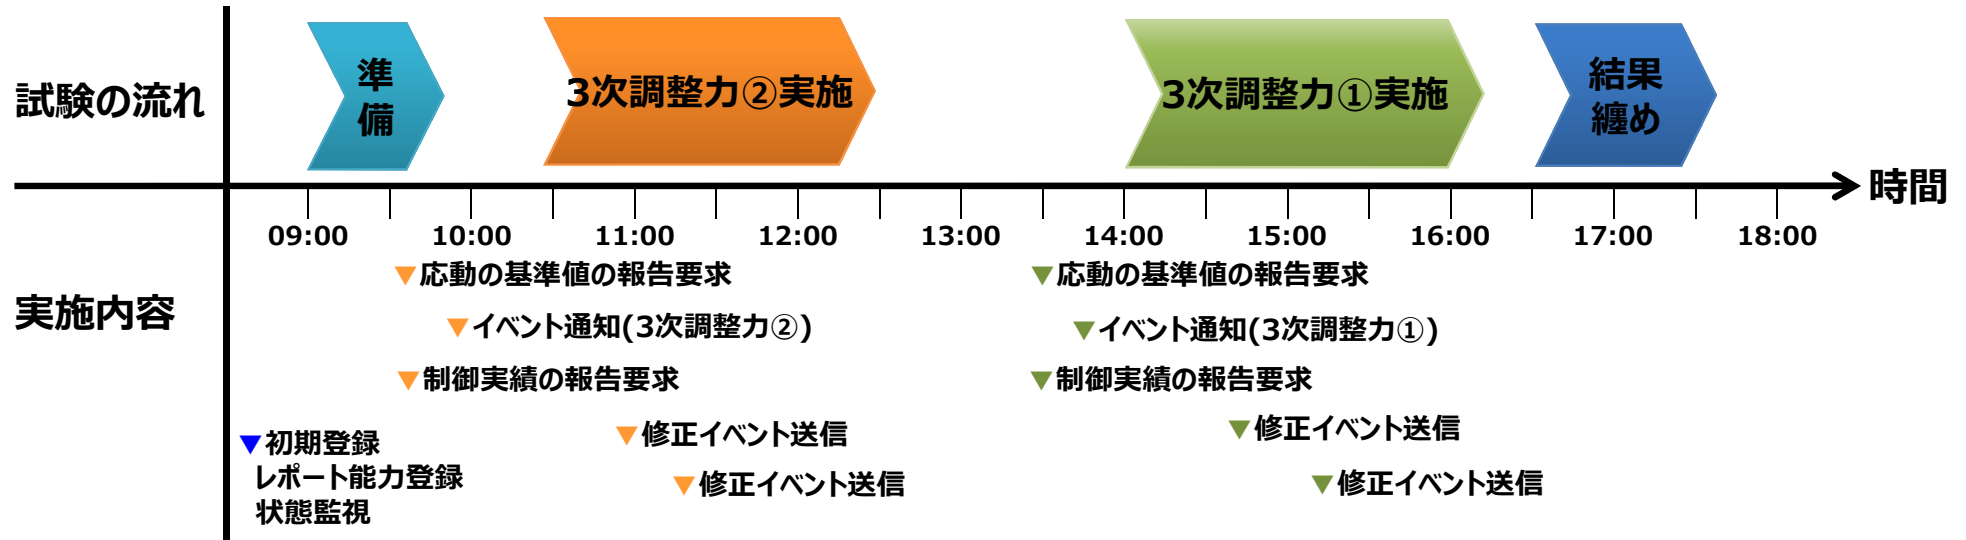 試験の流れ
準
備
3次調整力②実施
3次調整力①実施
結果
纏め
時間
09:00
10:00
11:00
12:00
13:00
14:00
15:00
16:00
17:00
18:00
実施内容
▼応動の基準値の報告要求
▼イベント通知(3次調整力②)
▼制御実績の報告要求
▼修正イベント送信
▼修正イベント送信
▼初期登録
レポート能力登録
状態監視
▼応動の基準値の報告要求
▼イベント通知(3次調整力①)
▼制御実績の報告要求
▼修正イベント送信
▼修正イベント送信